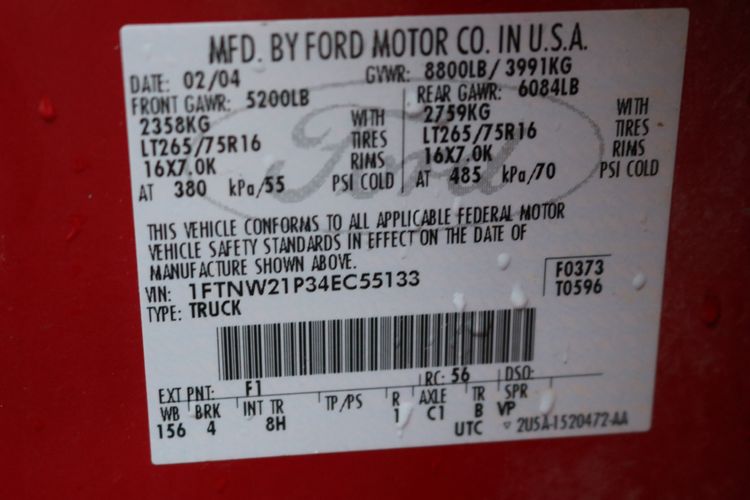 MFD. BY FORD MOTOR CO. IN U.S.A.
DATE: 02/04 GVWR: 8800LB/3991KG
FRONT GAWR: 5200LB REAR GAWR: 6084LB
2358KG WITH 2759KG WITH
LT265/75R16 TIRES LT265/75R16 TIRES
16X7.0K RIMS 16X7.0K RIMS
AT 380 kPa/55 PSI COLD AT 485 kPa/70 PSI COLD
Ford
THIS VEHICLE CONFORMS TO ALL APPLICABLE FEDERAL MOTOR
VEHICLE SAFETY STANDARDS IN EFFECT ON THE DATE OF
MANUFACTURE SHOWN ABOVE.
VIN: 1FTNW21P34EC55133 F0373
TYPE: TRUCK T0596
EXT PNT: F1 RC: 56 DSO:
WB BRK INT TR TP/PS R AXLE TR SPR
156 4 8H 1 C1 B VP
UTC ▽ 2U5A-1520472-AA